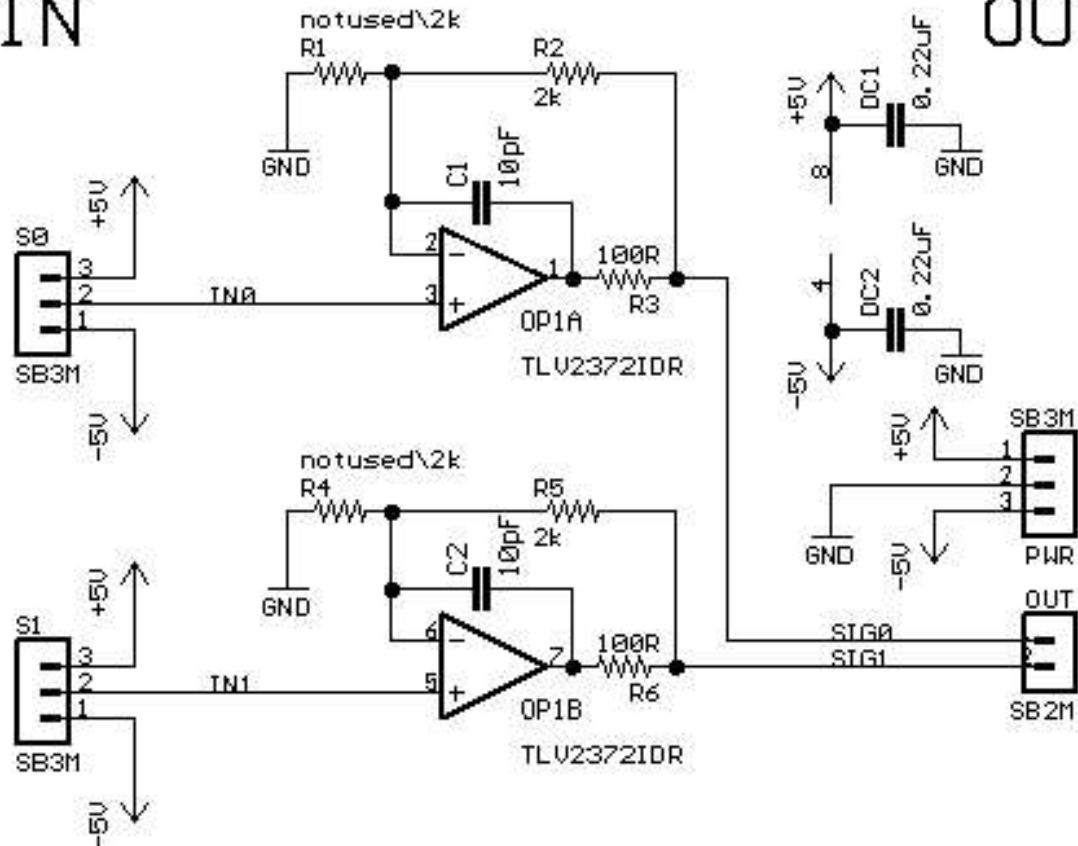 IN
OU
notused\2k
R1
R2
2k
GND
C1
10pF
+5V
DC1
0.22uF
GND
8
+5V
S0
3
2
1
IN0
SB3M
-5V
2
3
1
100R
R3
OP1A
TLV2372IDR
4
DC2
0.22uF
GND
-5V
notused\2k
R4
R5
2k
GND
C2
10pF
+5V
SB3M
1
2
3
GND
-5V
PWR
+5V
S1
3
2
1
IN1
SB3M
-5V
6
5
7
100R
R6
OP1B
TLV2372IDR
OUT
SIG0
SIG1
2
SB2M